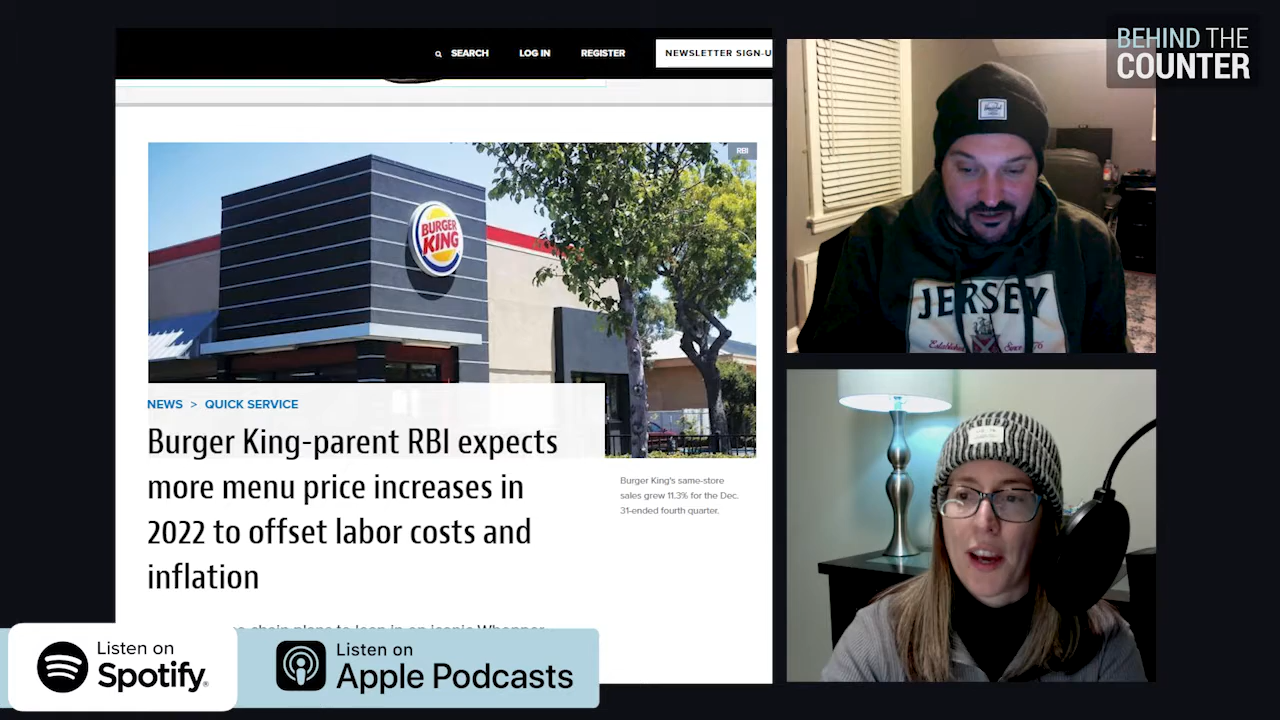 SEARCH
LOG IN
REGISTER
NEWSLETTER SIGN-U
BEHIND THE
COUNTER
RBI
BURGER
KING
JERSEY
Established
NEWS > QUICK SERVICE
Burger King-parent RBI expects
more menu price increases in
2022 to offset labor costs and
inflation
Burger King's same-store
sales grew 11.3% for the Dec.
31-ended fourth quarter.
Listen on
Spotify®
Listen on
Apple Podcasts